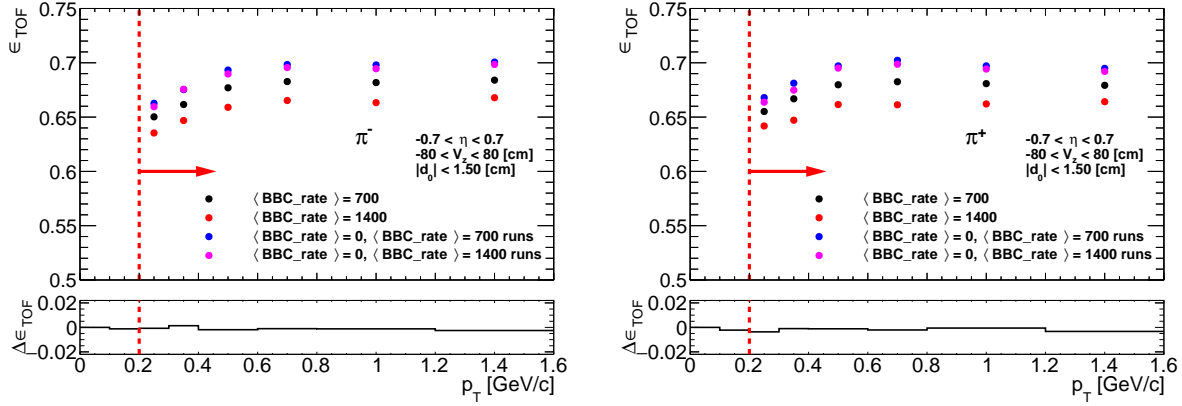 0.75
0.7
0.65
0.6
0.55
0.5
ϵ_TOF
π⁻
-0.7 < η < 0.7
-80 < V_z < 80 [cm]
|d_0| < 1.50 [cm]
⟨ BBC_rate ⟩ = 700
⟨ BBC_rate ⟩ = 1400
⟨ BBC_rate ⟩ = 0, ⟨ BBC_rate ⟩ = 700 runs
⟨ BBC_rate ⟩ = 0, ⟨ BBC_rate ⟩ = 1400 runs
0.02
0
−0.02
Δϵ_TOF
0 0.2 0.4 0.6 0.8 1 1.2 1.4 1.6
p_T [GeV/c]
0.75
0.7
0.65
0.6
0.55
0.5
ϵ_TOF
π⁺
-0.7 < η < 0.7
-80 < V_z < 80 [cm]
|d_0| < 1.50 [cm]
⟨ BBC_rate ⟩ = 700
⟨ BBC_rate ⟩ = 1400
⟨ BBC_rate ⟩ = 0, ⟨ BBC_rate ⟩ = 700 runs
⟨ BBC_rate ⟩ = 0, ⟨ BBC_rate ⟩ = 1400 runs
0.02
0
−0.02
Δϵ_TOF
0 0.2 0.4 0.6 0.8 1 1.2 1.4 1.6
p_T [GeV/c]